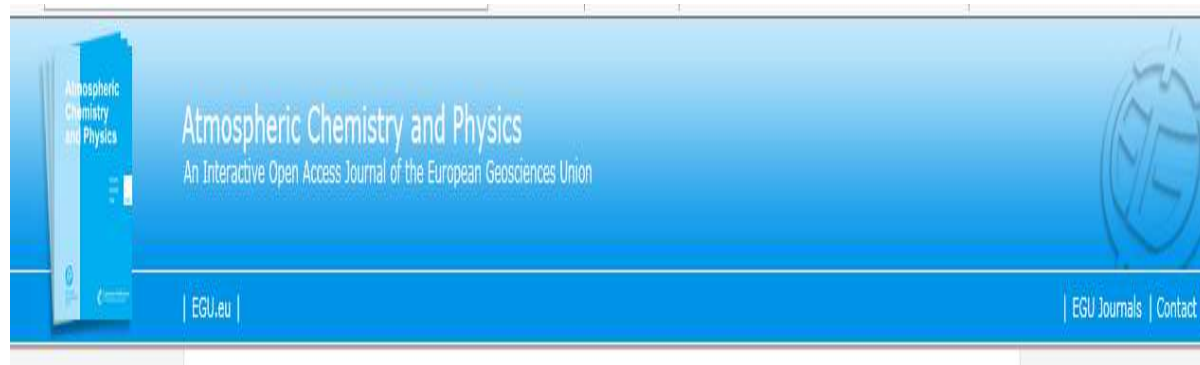 Atmospheric
Chemistry
and Physics
Atmospheric Chemistry and Physics
An Interactive Open Access Journal of the European Geosciences Union
| EGU.eu |
| EGU Journals | Contact